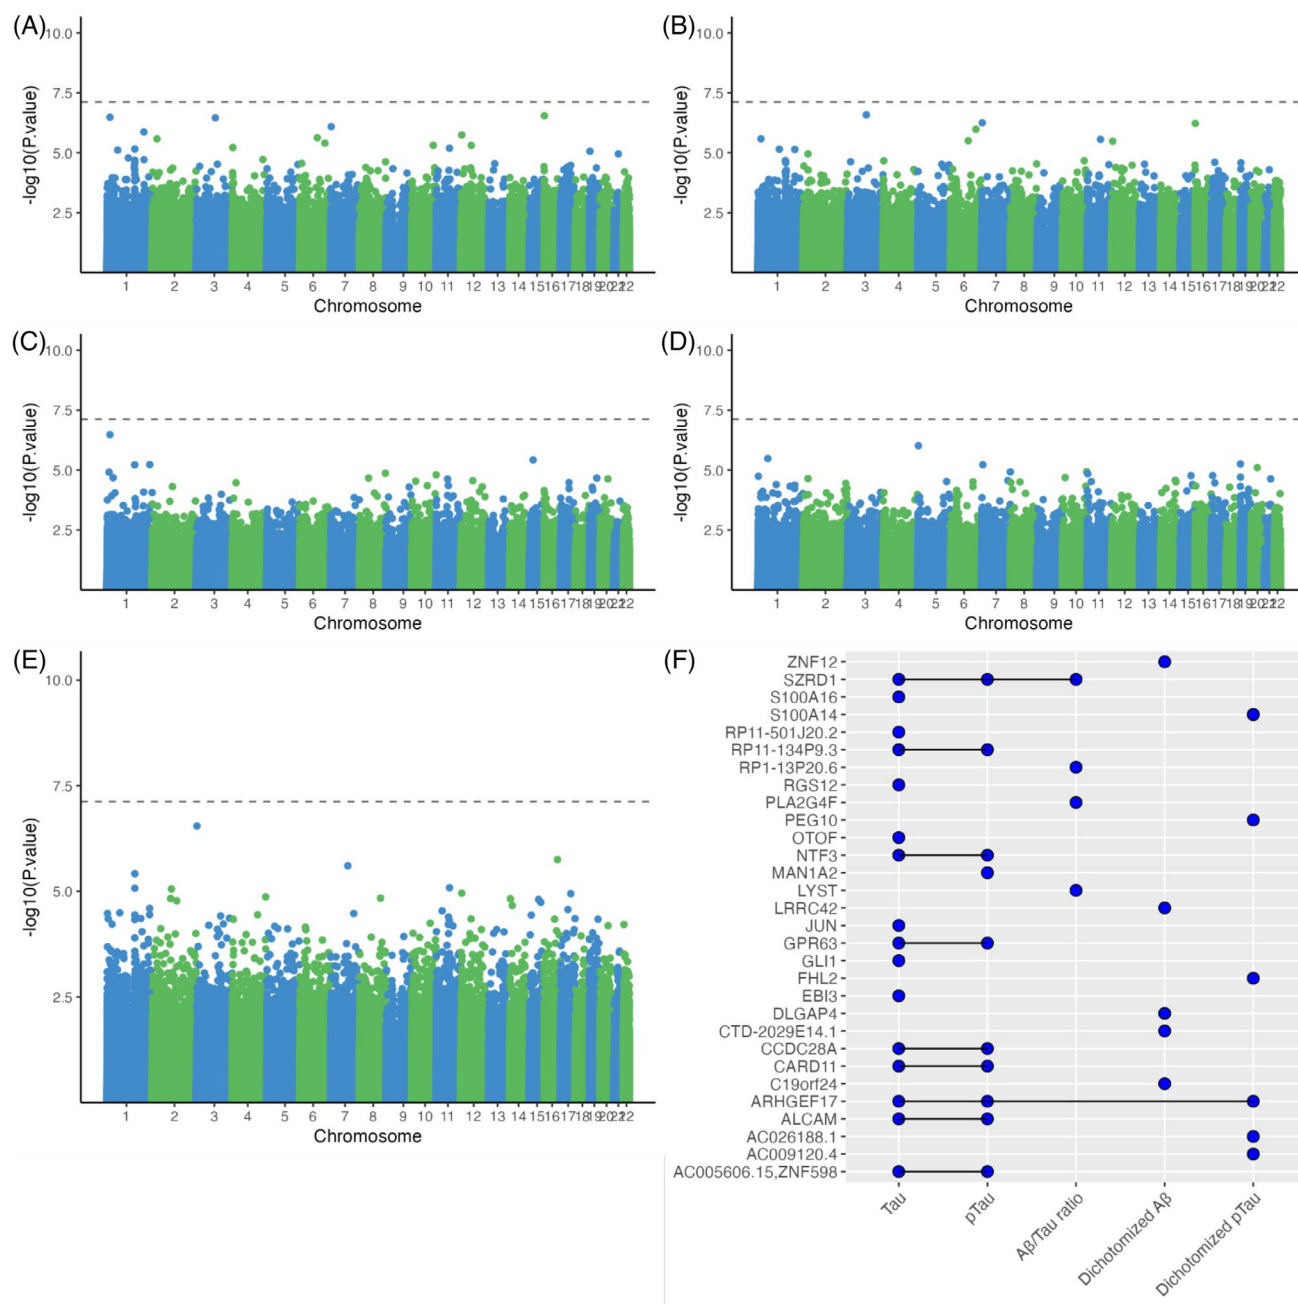 (A)
10.0
7.5
5.0
2.5
-log10(P.value)
1 2 3 4 5 6 7 8 9 10 11 12 13 14 15 16 17 18 19 20 21 22
Chromosome
(B)
10.0
7.5
5.0
2.5
-log10(P.value)
1 2 3 4 5 6 7 8 9 10 11 12 13 14 15 16 17 18 19 20 21 22
Chromosome
(C)
10.0
7.5
5.0
2.5
-log10(P.value)
1 2 3 4 5 6 7 8 9 10 11 12 13 14 15 16 17 18 19 20 21 22
Chromosome
(D)
10.0
7.5
5.0
2.5
-log10(P.value)
1 2 3 4 5 6 7 8 9 10 11 12 13 14 15 16 17 18 19 20 21 22
Chromosome
(E)
10.0
7.5
5.0
2.5
-log10(P.value)
1 2 3 4 5 6 7 8 9 10 11 12 13 14 15 16 17 18 19 20 21 22
Chromosome
(F)
ZNF12
SZRD1
S100A16
S100A14
RP11-501J20.2
RP11-134P9.3
RP1-13P20.6
RGS12
PLA2G4F
PEG10
OTOF
NTF3
MAN1A2
LYST
LRRC42
JUN
GPR63
GLI1
FHL2
EBI3
DLGAP4
CTD-2029E14.1
CCDC28A
CARD11
C19orf24
ARHGEF17
ALCAM
AC026188.1
AC009120.4
AC005606.15,ZNF598
Tau
pTau
Aβ/Tau ratio
Dichotomized Aβ
Dichotomized pTau